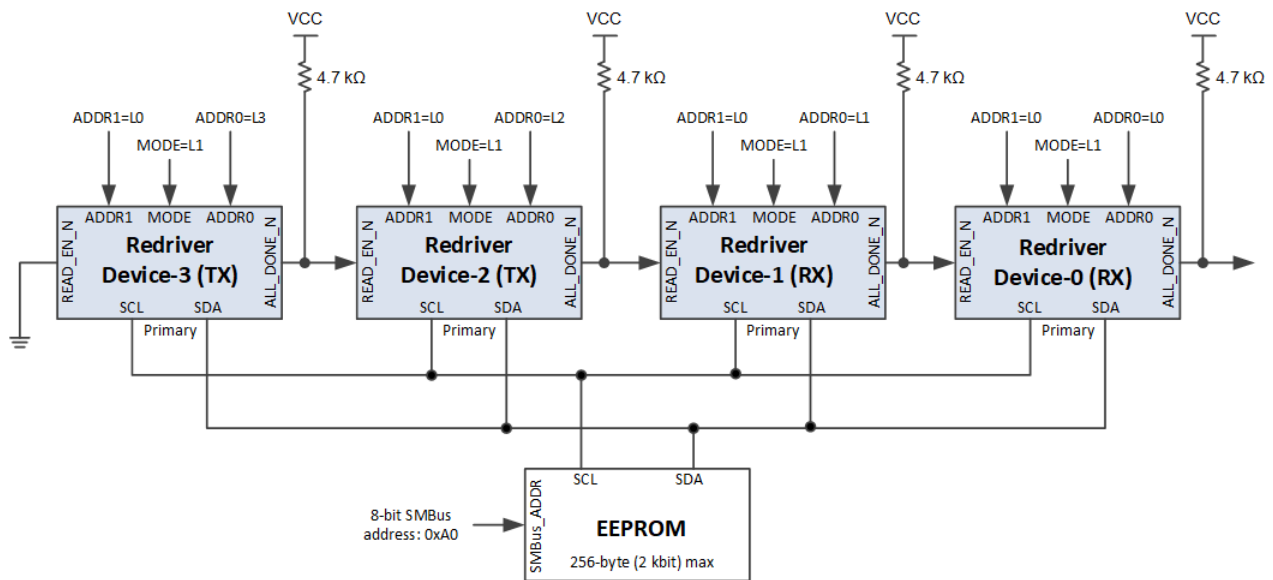 VCC
VCC
VCC
VCC
4.7 kΩ
4.7 kΩ
4.7 kΩ
4.7 kΩ
ADDR1=L0
ADDR0=L3
ADDR1=L0
ADDR0=L2
ADDR1=L0
ADDR0=L1
ADDR1=L0
ADDR0=L0
MODE=L1
MODE=L1
MODE=L1
MODE=L1
READ_EN_N
ADDR1
MODE
ADDR0
ALL_DONE_N
Redriver
Device-3 (TX)
SCL
SDA
Primary
READ_EN_N
ADDR1
MODE
ADDR0
ALL_DONE_N
Redriver
Device-2 (TX)
SCL
SDA
Primary
READ_EN_N
ADDR1
MODE
ADDR0
ALL_DONE_N
Redriver
Device-1 (RX)
SCL
SDA
Primary
READ_EN_N
ADDR1
MODE
ADDR0
ALL_DONE_N
Redriver
Device-0 (RX)
SCL
SDA
Primary
8-bit SMBus
address: 0xA0
SMBus_ADDR
SCL
SDA
EEPROM
256-byte (2 kbit) max